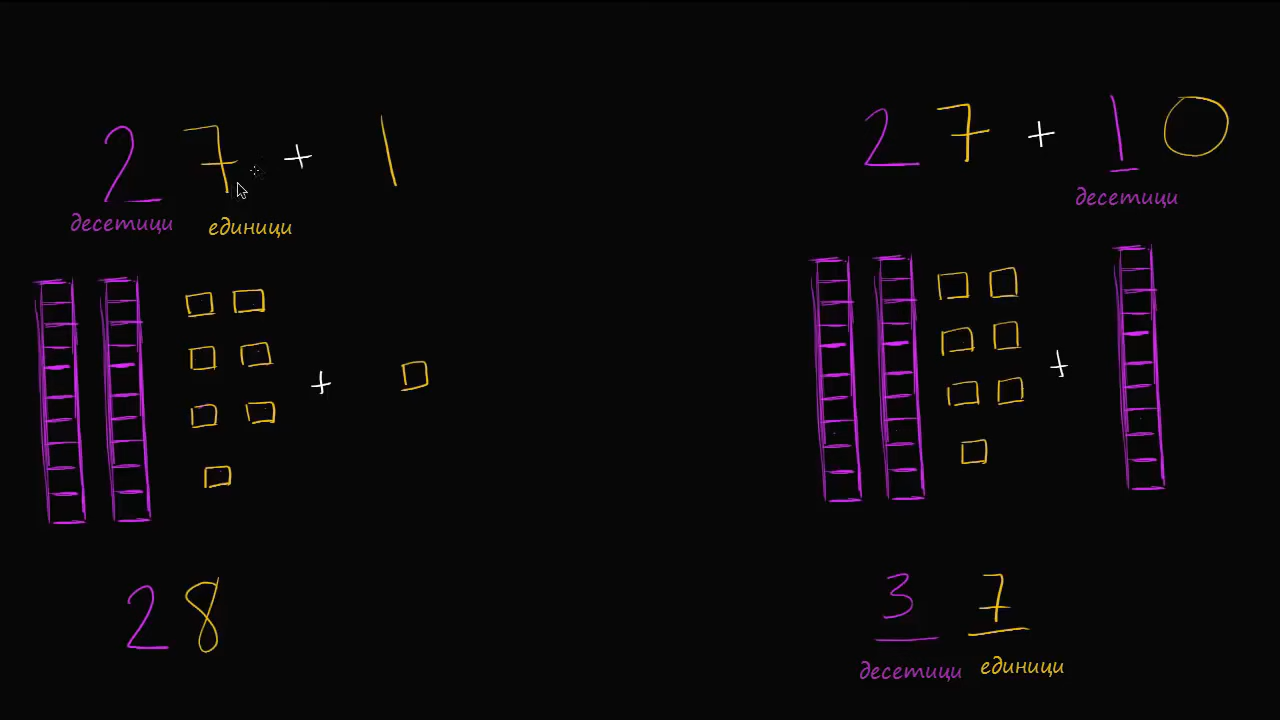 27 + 1
десетици единици
+
28
27 + 10
десетици
+
37
десетици единици